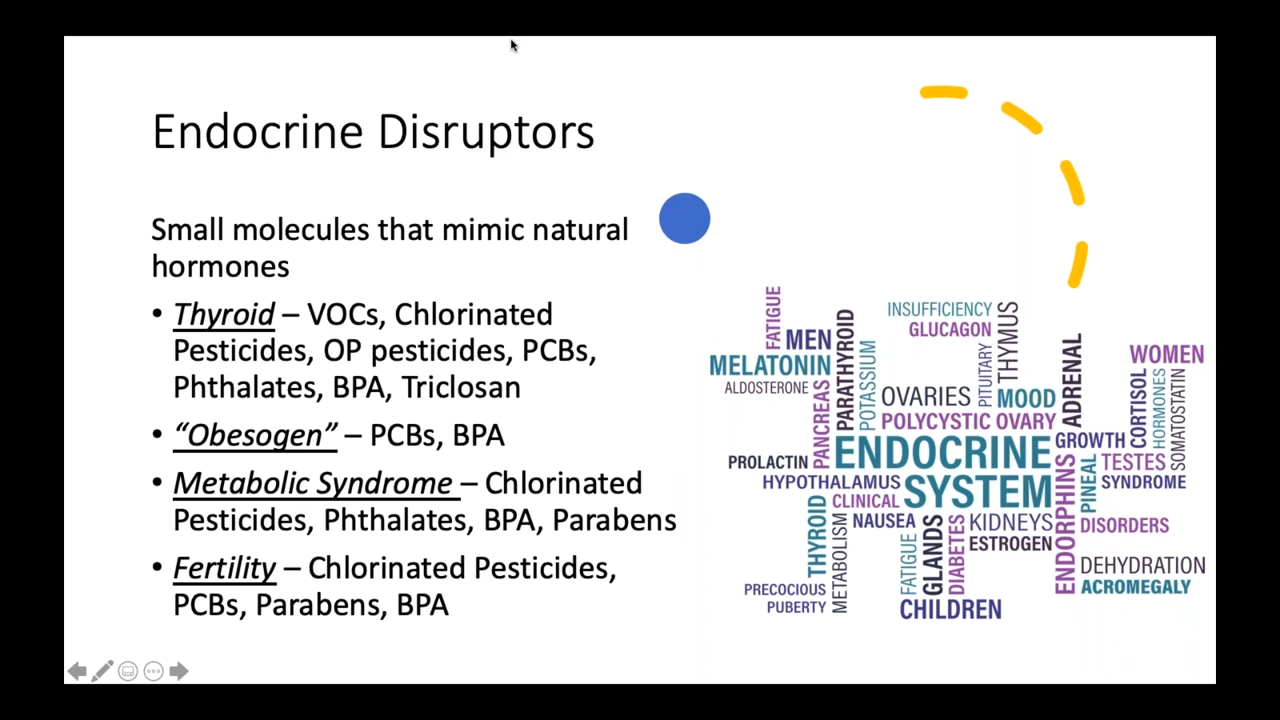 Endocrine Disruptors
Small molecules that mimic natural
hormones
• Thyroid – VOCs, Chlorinated
Pesticides, OP pesticides, PCBs,
Phthalates, BPA, Triclosan
• “Obesogen” – PCBs, BPA
• Metabolic Syndrome – Chlorinated
Pesticides, Phthalates, BPA, Parabens
• Fertility – Chlorinated Pesticides,
PCBs, Parabens, BPA
FATIGUE
MEN
MELATONIN
ALDOSTERONE
PANCREAS
PARATHYROID
POTASSIUM
INSUFFICIENCY
GLUCAGON
THYMUS
PITUITARY
OVARIES
MOOD
POLYCYSTIC OVARY
ADRENAL
WOMEN
CORTISOL
HORMONES
SOMATOSTATIN
ENDOCRINE
GROWTH
PROLACTIN
HYPOTHALAMUS
SYSTEM
ENDORPHINS
PINEAL
TESTES
SYNDROME
CLINICAL
THYROID
METABOLISM
NAUSEA
FATIGUE
GLANDS
DIABETES
KIDNEYS
ESTROGEN
DISORDERS
DEHYDRATION
ACROMEGALY
PRECOCIOUS
PUBERTY
CHILDREN